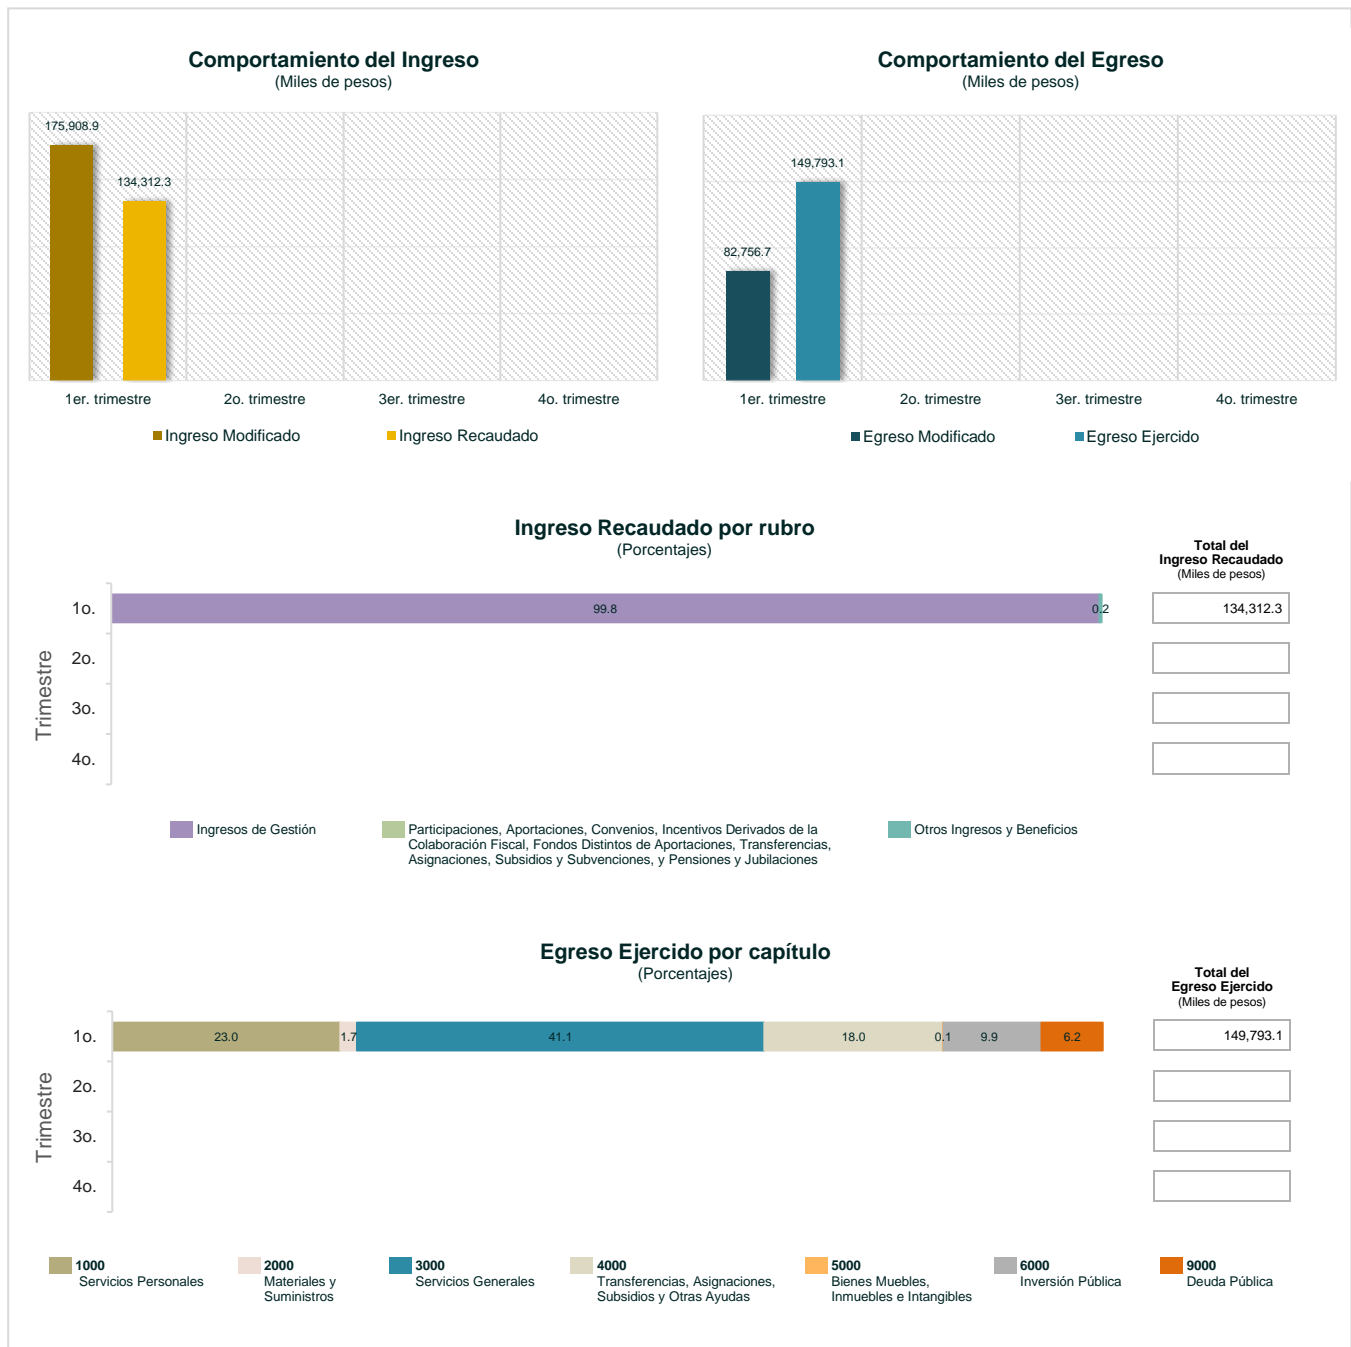 Comportamiento del Ingreso
(Miles de pesos)
175,908.9
134,312.3
1er. trimestre
2o. trimestre
3er. trimestre
4o. trimestre
Ingreso Modificado
Ingreso Recaudado
Comportamiento del Egreso
(Miles de pesos)
149,793.1
82,756.7
1er. trimestre
2o. trimestre
3er. trimestre
4o. trimestre
Egreso Modificado
Egreso Ejercido
Ingreso Recaudado por rubro
(Porcentajes)
Total del
Ingreso Recaudado
(Miles de pesos)
Trimestre
1o.
99.8
0.2
134,312.3
2o.
3o.
4o.
Ingresos de Gestión
Participaciones, Aportaciones, Convenios, Incentivos Derivados de la
Colaboración Fiscal, Fondos Distintos de Aportaciones, Transferencias,
Asignaciones, Subsidios y Subvenciones, y Pensiones y Jubilaciones
Otros Ingresos y Beneficios
Egreso Ejercido por capítulo
(Porcentajes)
Total del
Egreso Ejercido
(Miles de pesos)
Trimestre
1o.
23.0
1.7
41.1
18.0
0.1
9.9
6.2
149,793.1
2o.
3o.
4o.
1000
Servicios Personales
2000
Materiales y
Suministros
3000
Servicios Generales
4000
Transferencias, Asignaciones,
Subsidios y Otras Ayudas
5000
Bienes Muebles,
Inmuebles e Intangibles
6000
Inversión Pública
9000
Deuda Pública